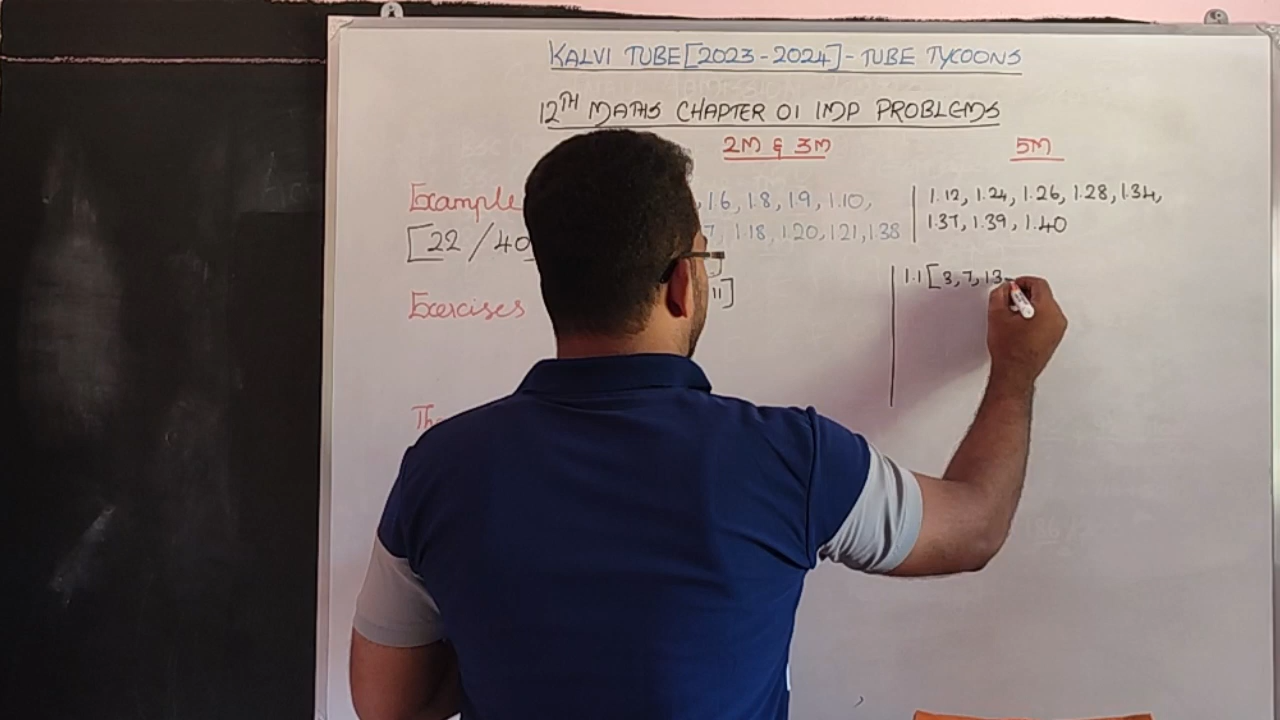 KALVI TUBE[2023-2024]-TUBE TYCOONS
12TH MATHS CHAPTER 01 IMP PROBLEMS
2M & 3M 5M
Example , 1.6, 1.8, 1.9, 1.10, 1.12, 1.24, 1.26, 1.28, 1.34,
[22/40] 7, 1.18, 1.20, 1.21, 1.38 1.37, 1.39, 1.40
1.1[3,7,13
Exercises 11]